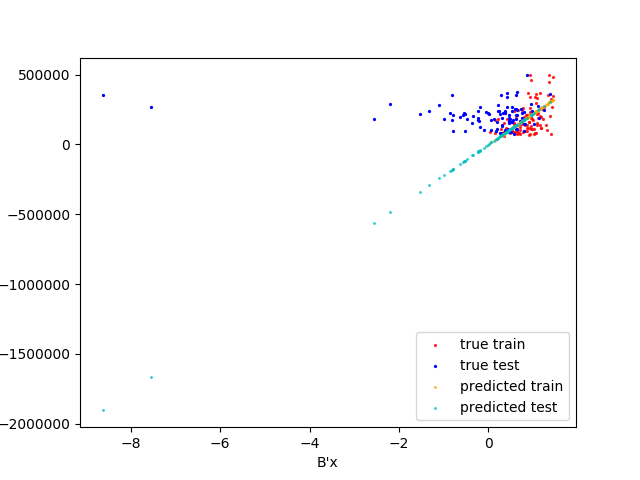 500000
0
−500000
−1000000
−1500000
−2000000
true train
true test
predicted train
predicted test
−8 −6 −4 −2 0
B'x